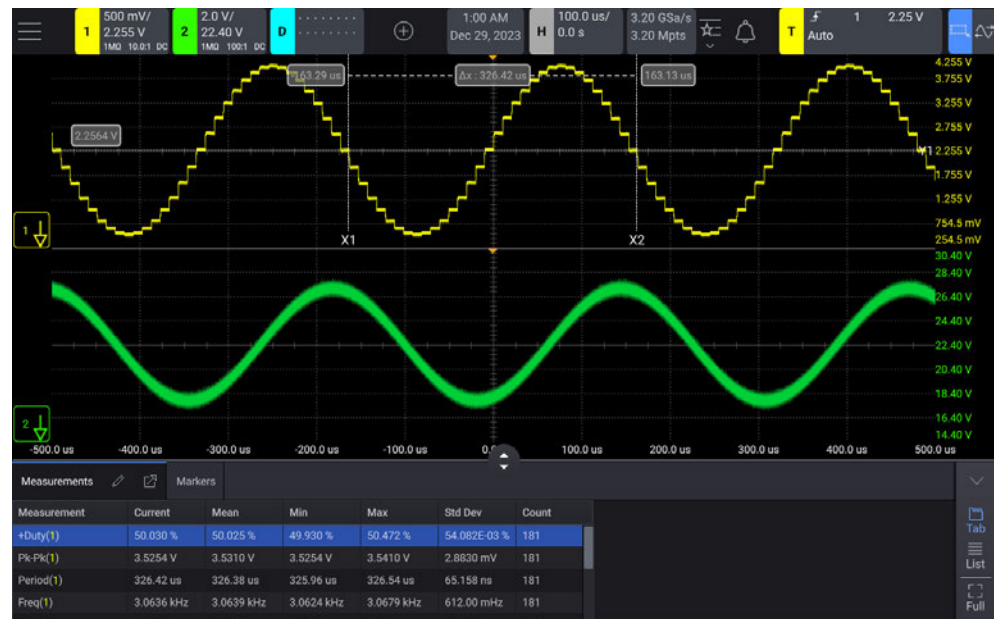 500 mV/
1 2.255 V
1MΩ 10.0:1 DC
2.0 V/
2 22.40 V
1MΩ 100:1 DC
D
1:00 AM
Dec 29, 2023
H
100.0 us/
0.0 s
3.20 GSa/s
3.20 Mpts
T
1 2.25 V
Auto
163.29 us
Δx : 326.42 us
163.13 us
2.2564 V
4.255 V
3.755 V
3.255 V
2.755 V
Y1 2.255 V
1.755 V
1.255 V
754.5 mV
254.5 mV
1
X1
X2
30.40 V
28.40 V
26.40 V
24.40 V
22.40 V
20.40 V
18.40 V
16.40 V
14.40 V
2
-500.0 us -400.0 us -300.0 us -200.0 us -100.0 us 100.0 us 200.0 us 300.0 us 400.0 us 500.0 us
Measurements Markers
Measurement Current Mean Min Max Std Dev Count
+Duty(1) 50.030 % 50.025 % 49.930 % 50.472 % 54.082E-03 % 181
Pk-Pk(1) 3.5254 V 3.5310 V 3.5254 V 3.5410 V 2.8830 mV 181
Period(1) 326.42 us 326.38 us 325.96 us 326.54 us 65.158 ns 181
Freq(1) 3.0636 kHz 3.0639 kHz 3.0624 kHz 3.0679 kHz 612.00 mHz 181
Tab
List
Full